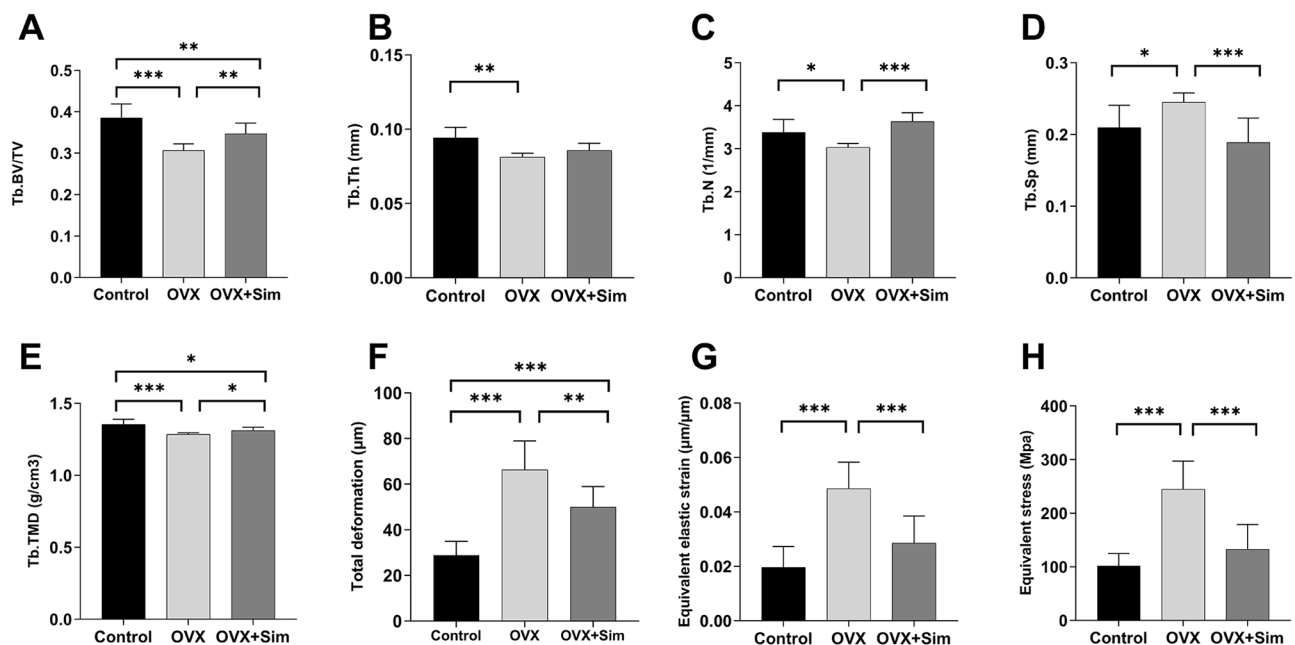 A
**
***
**
Tb.BV/TV
0.5
0.4
0.3
0.2
0.1
0.0
Control
OVX
OVX+Sim
B
**
Tb.Th (mm)
0.15
0.10
0.05
0.00
Control
OVX
OVX+Sim
C
*
***
Tb.N (1/mm)
5
4
3
2
1
0
Control
OVX
OVX+Sim
D
*
***
Tb.Sp (mm)
0.3
0.2
0.1
0.0
Control
OVX
OVX+Sim
E
*
***
*
Tb.TMD (g/cm3)
1.5
1.0
0.5
0.0
Control
OVX
OVX+Sim
F
***
***
**
Total deformation (μm)
100
80
60
40
20
0
Control
OVX
OVX+Sim
G
***
***
Equivalent elastic strain (μm/μm)
0.08
0.06
0.04
0.02
0.00
Control
OVX
OVX+Sim
H
***
***
Equivalent stress (Mpa)
400
300
200
100
0
Control
OVX
OVX+Sim